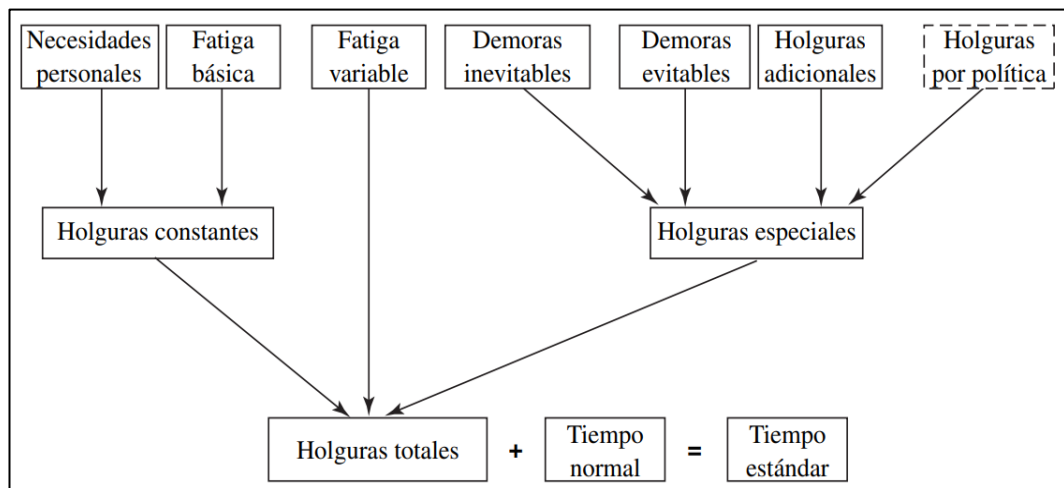 Necesidades
personales
Fatiga
básica
Fatiga
variable
Demoras
inevitables
Demoras
evitables
Holguras
adicionales
Holguras
por política
Holguras constantes
Holguras especiales
Holguras totales
+
Tiempo
normal
=
Tiempo
estándar